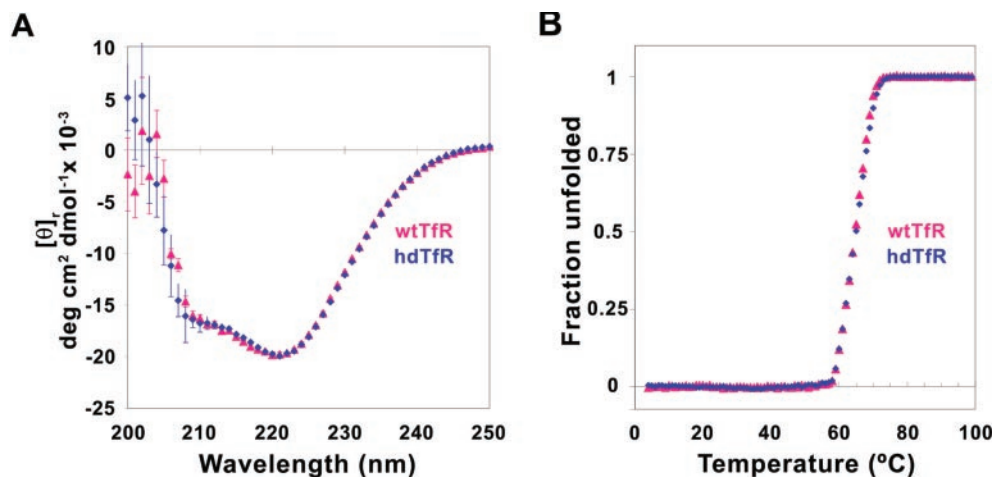 A
10
5
0
-5
-10
-15
-20
-25
[θ]r
deg cm² dmol⁻¹x 10⁻³
wtTfR
hdTfR
200 210 220 230 240 250
Wavelength (nm)
B
1
0.75
0.5
0.25
0
Fraction unfolded
wtTfR
hdTfR
0 20 40 60 80 100
Temperature (ºC)